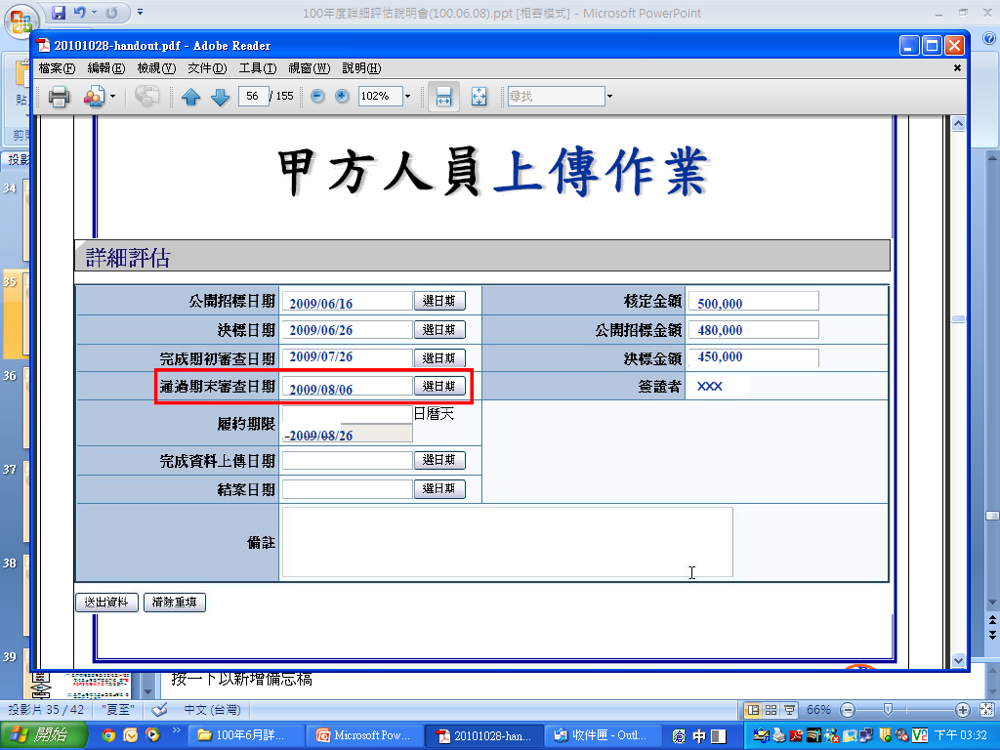 100年度詳細評估說明會(100.06.08).ppt [相容模式] - Microsoft PowerPoint
20101028-handout.pdf - Adobe Reader
檔案(F) 編輯(E) 檢視(V) 文件(D) 工具(T) 視窗(W) 說明(H)
56 / 155 102% 尋找
貼
剪貼
投影
34
35
36
37
38
39
甲方人員上傳作業
詳細評估
公開招標日期 2009/06/16 選日期 核定金額 500,000
決標日期 2009/06/26 選日期 公開招標金額 480,000
完成期初審查日期 2009/07/26 選日期 決標金額 450,000
通過期末審查日期 2009/08/06 選日期 簽證者 XXX
履約期限 日曆天
-2009/08/26
完成資料上傳日期 選日期
結案日期 選日期
備註
送出資料 清除重填
按一下以新增備忘稿
投影片 35 / 42 "夏至" 中文 (台灣) 66%
開始 100年6月詳... Microsoft Pow... 20101028-han... 收件匣 - Outl... 中 下午 03:32